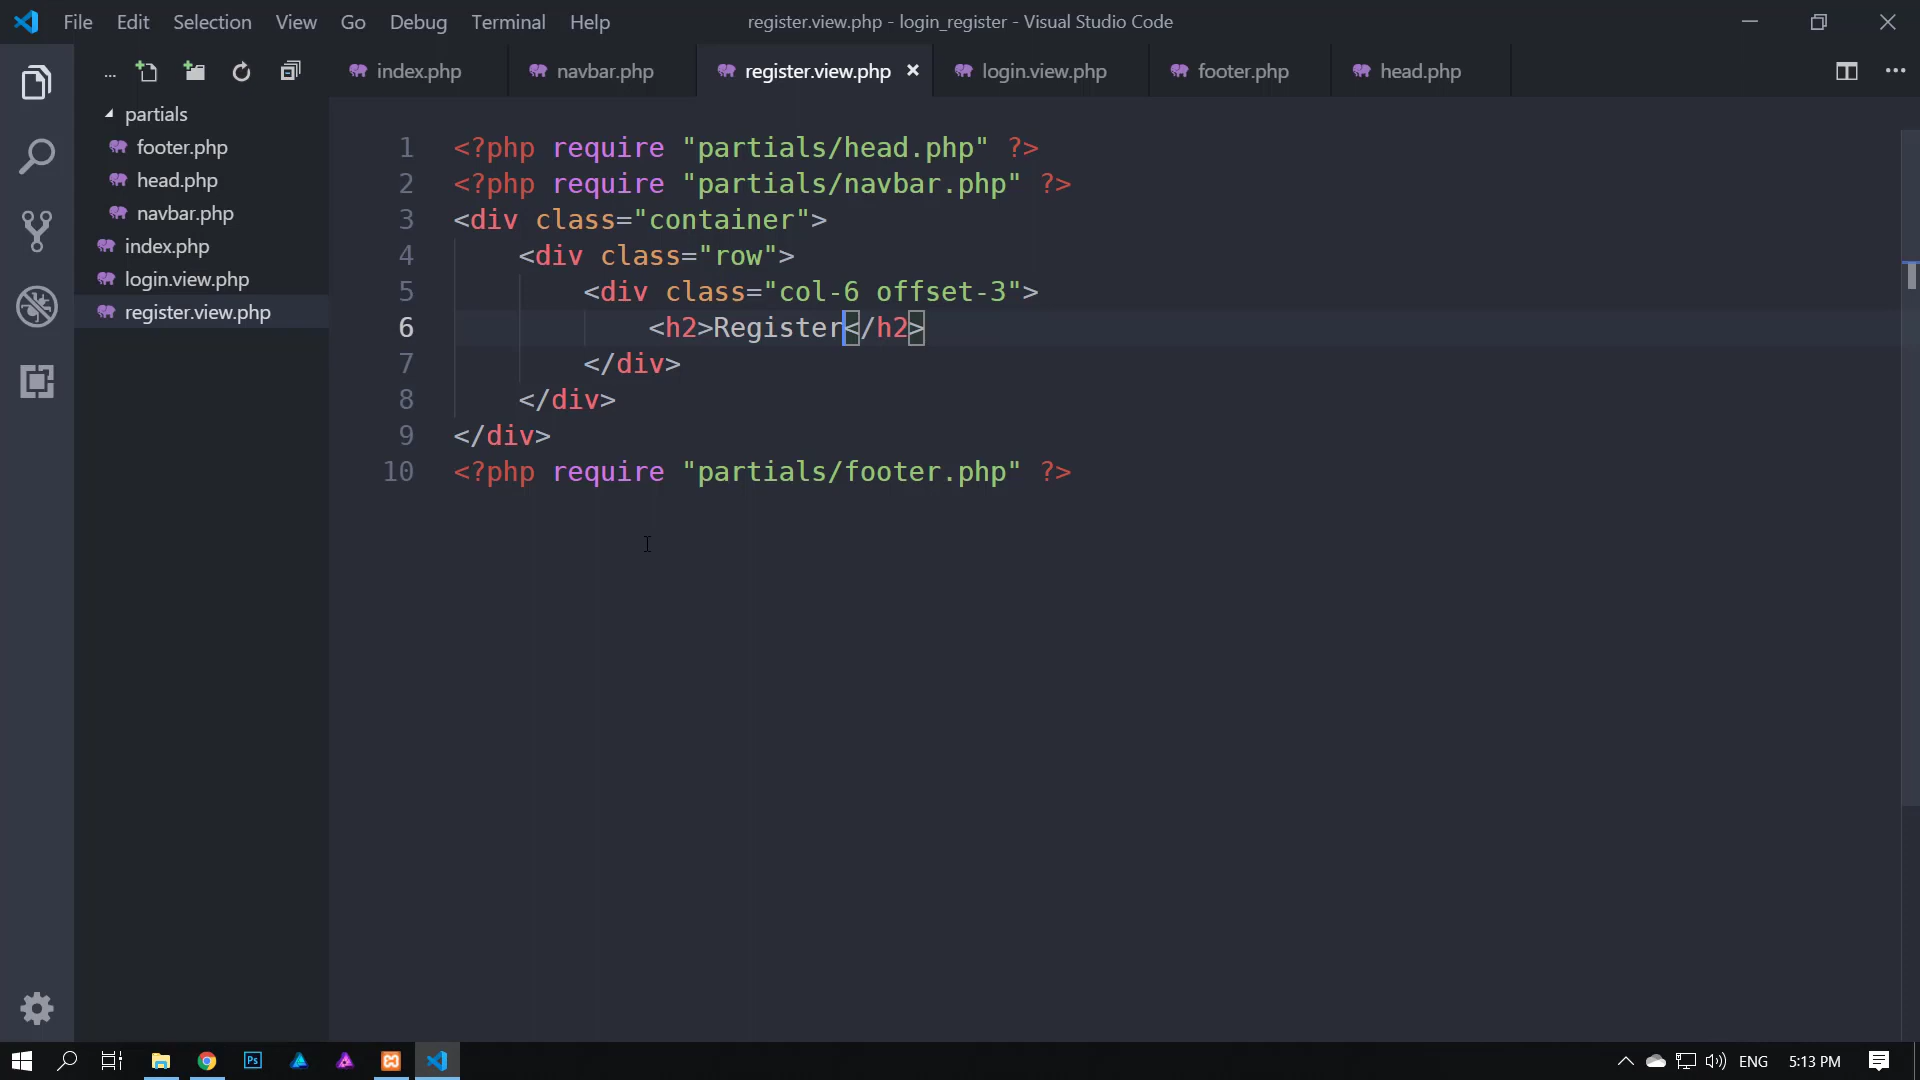 File Edit Selection View Go Debug Terminal Help
register.view.php - login_register - Visual Studio Code
...
index.php
navbar.php
register.view.php
login.view.php
footer.php
head.php
partials
footer.php
head.php
navbar.php
index.php
login.view.php
register.view.php
1 <?php require "partials/head.php" ?>
2 <?php require "partials/navbar.php" ?>
3 <div class="container">
4 <div class="row">
5 <div class="col-6 offset-3">
6 <h2>Register</h2>
7 </div>
8 </div>
9 </div>
10 <?php require "partials/footer.php" ?>
Ps
ENG
5:13 PM